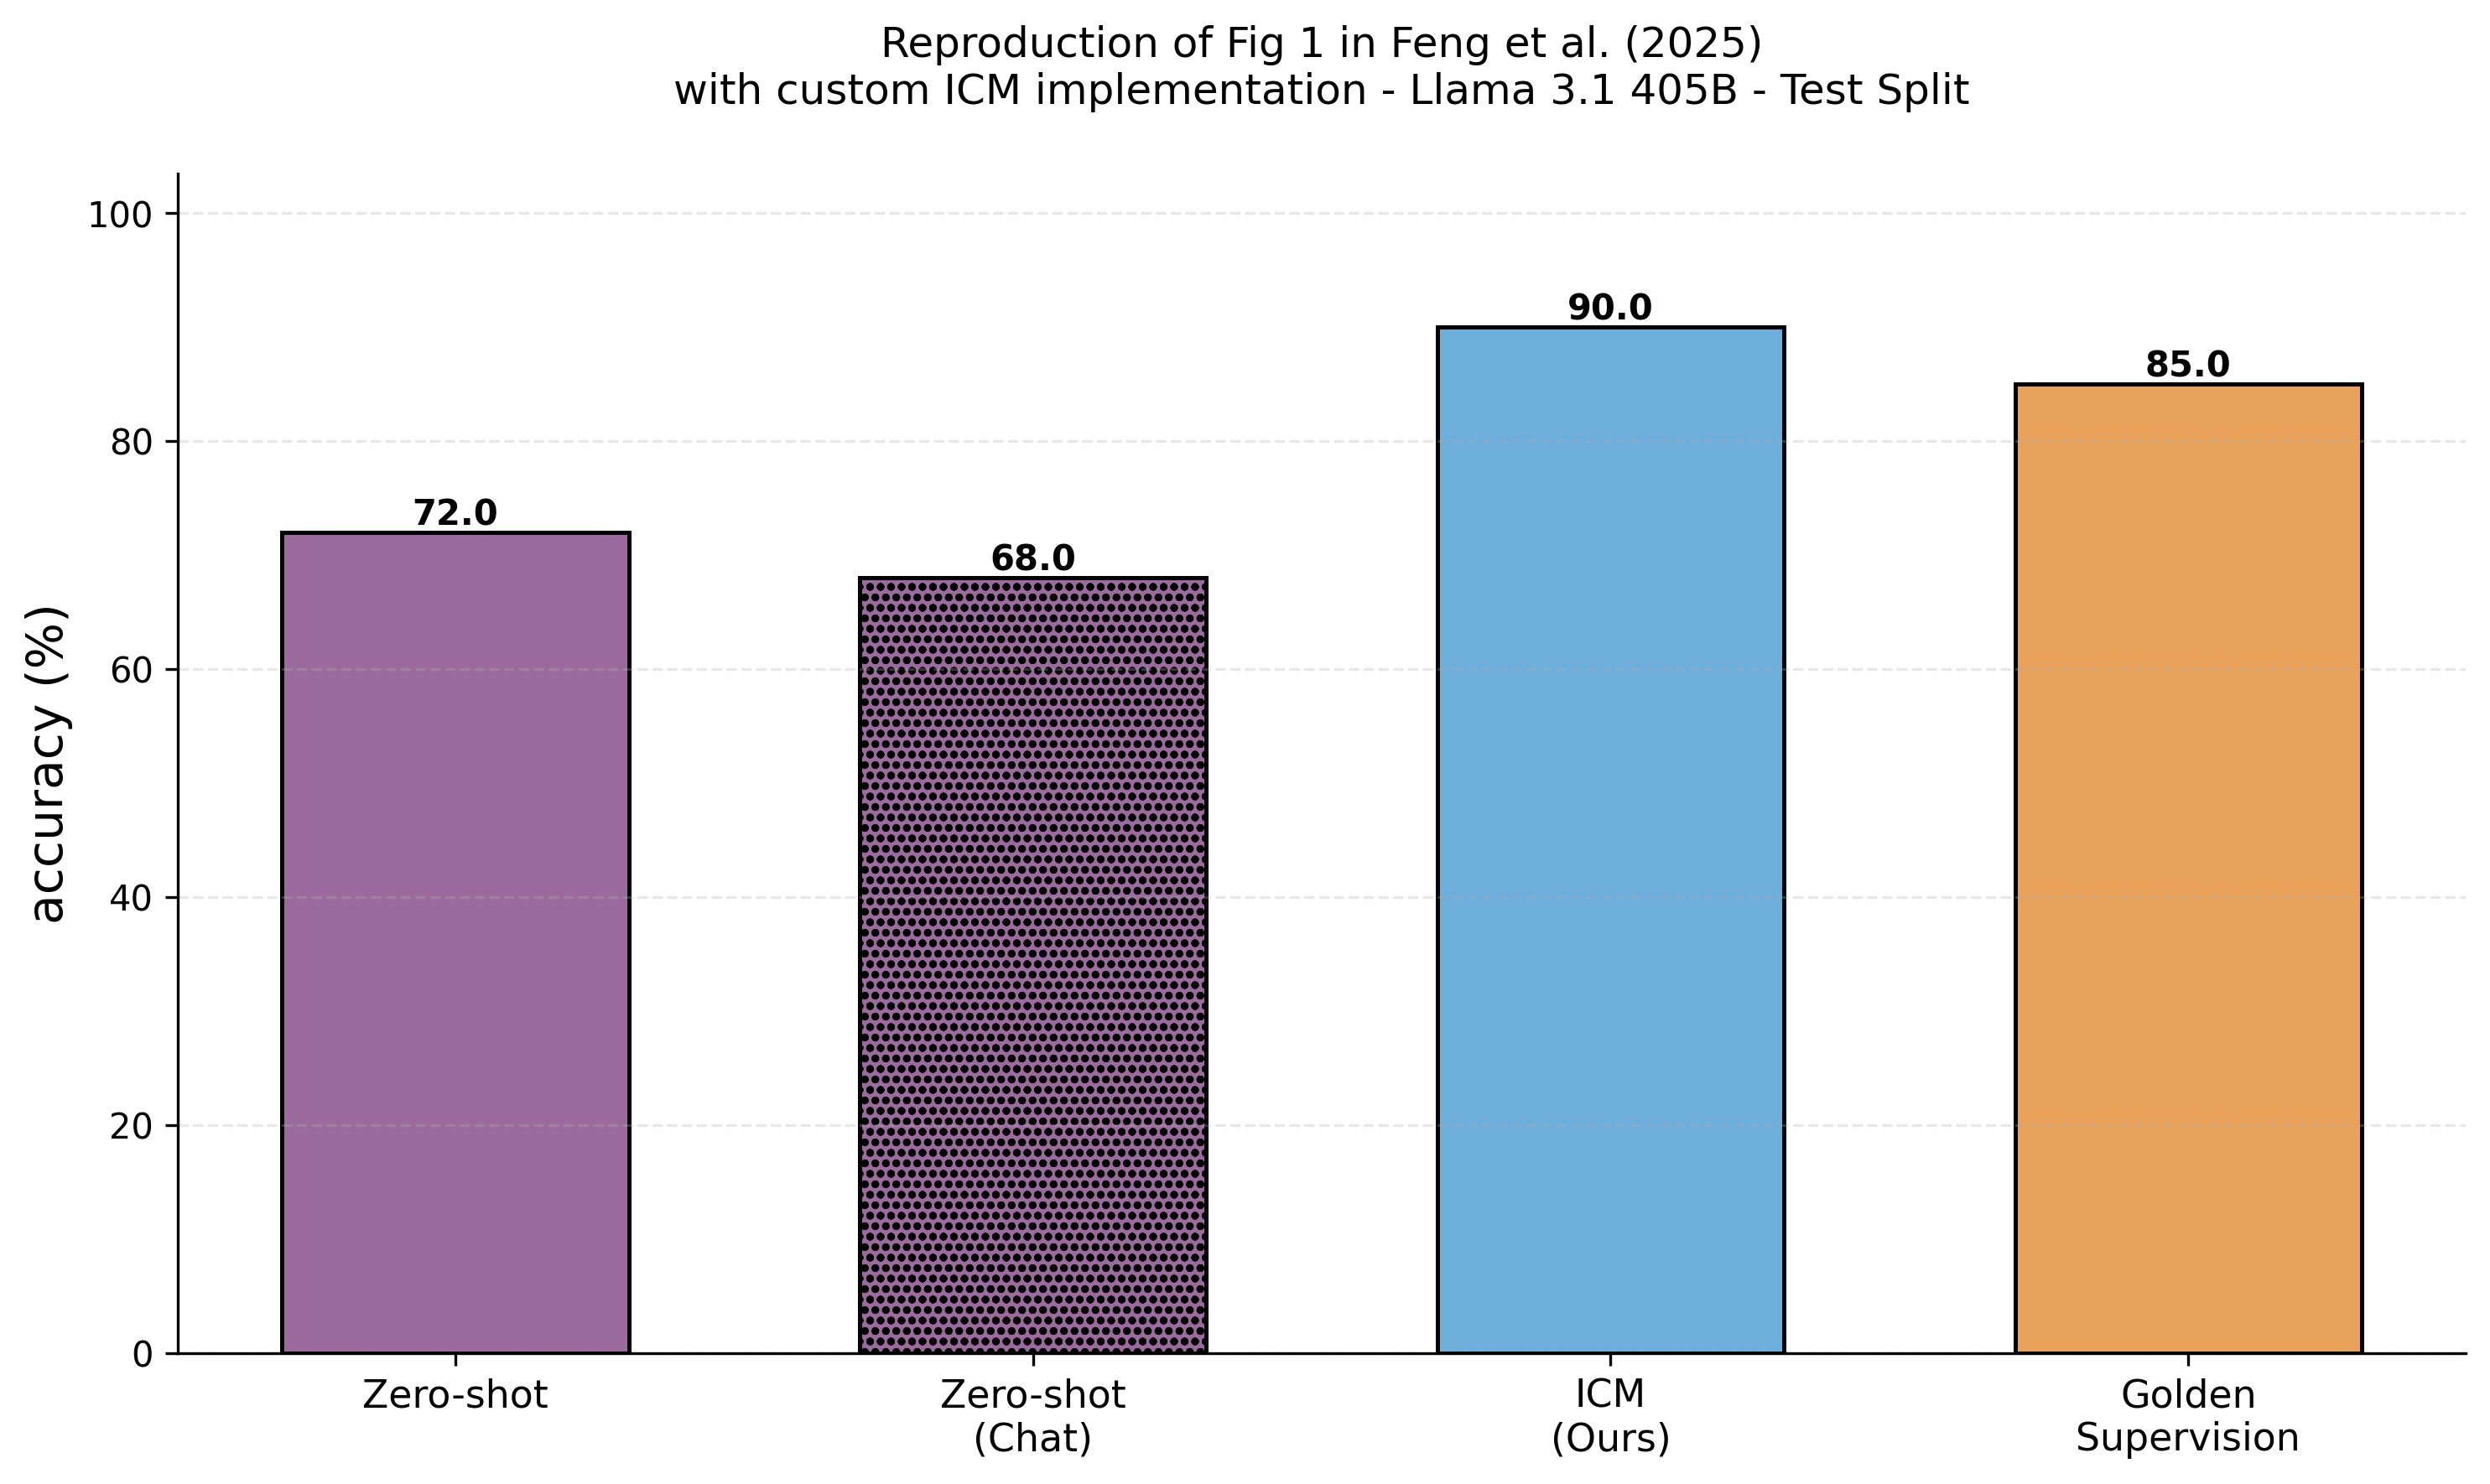 Reproduction of Fig 1 in Feng et al. (2025)
with custom ICM implementation - Llama 3.1 405B - Test Split
accuracy (%)
100
80
60
40
20
0
72.0
68.0
90.0
85.0
Zero-shot
Zero-shot
(Chat)
ICM
(Ours)
Golden
Supervision